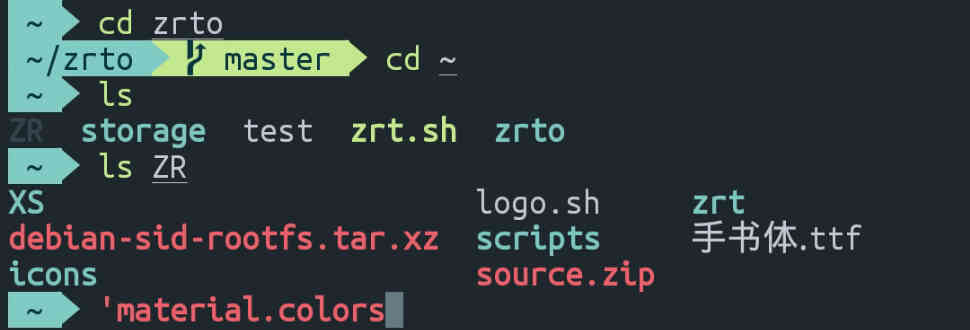 ~ cd zrto
~/zrto master cd ~
~ ls
ZR storage test zrt.sh zrto
~ ls ZR
XS logo.sh zrt
debian-sid-rootfs.tar.xz scripts 手书体.ttf
icons source.zip
~ 'material.colors